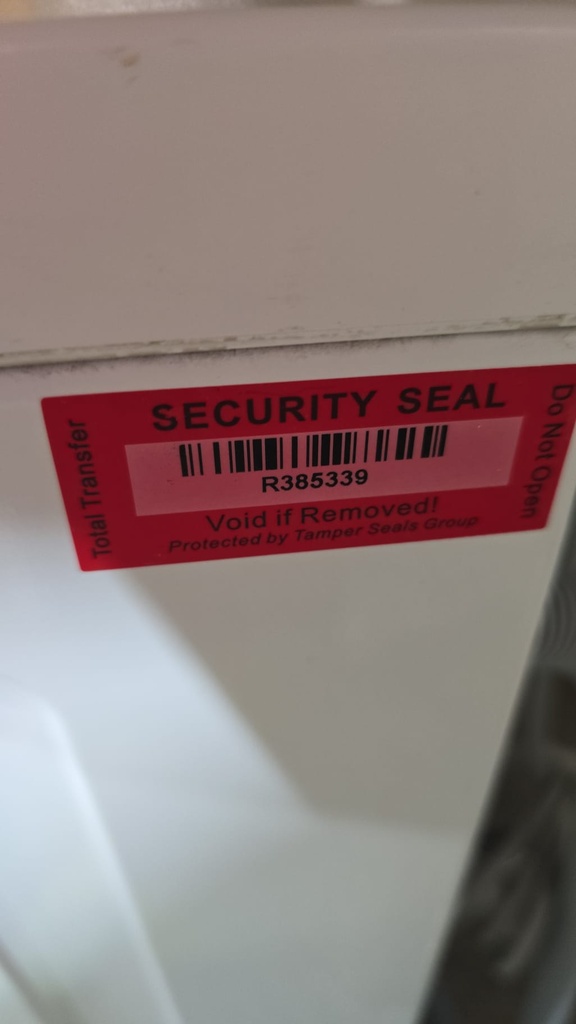 SECURITY SEAL
Total Transfer
R385339
Do Not Open
Void if Removed!
Protected by Tamper Seals Group